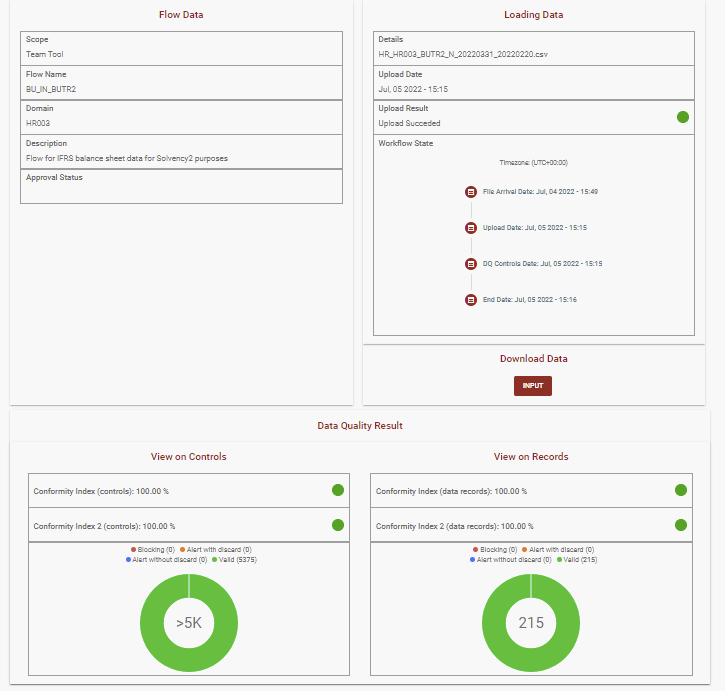 Flow Data
Scope
Team Tool
Flow Name
BU_IN_BUTR2
Domain
HR003
Description
Flow for IFRS balance sheet data for Solvency2 purposes
Approval Status
Loading Data
Details
HR_HR003_BUTR2_N_20220331_20220220.csv
Upload Date
Jul, 05 2022 - 15:15
Upload Result
Upload Succeded
Workflow State
Timezone: (UTC+00:00)
File Arrival Date: Jul, 04 2022 - 15:49
Upload Date: Jul, 05 2022 - 15:15
DQ Controls Date: Jul, 05 2022 - 15:15
End Date: Jul, 05 2022 - 15:16
Download Data
INPUT
Data Quality Result
View on Controls
Conformity Index (controls): 100.00 %
Conformity Index 2 (controls): 100.00 %
Blocking (0) Alert with discard (0)
Alert without discard (0) Valid (5375)
>5K
View on Records
Conformity Index (data records): 100.00 %
Conformity Index 2 (data records): 100.00 %
Blocking (0) Alert with discard (0)
Alert without discard (0) Valid (215)
215